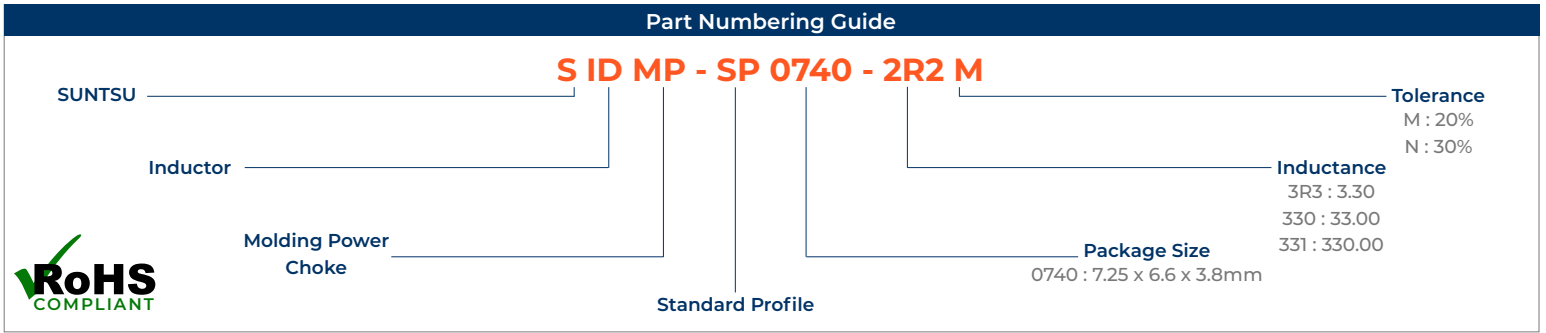 Part Numbering Guide
S ID MP - SP 0740 - 2R2 M
SUNTSU
Tolerance
M : 20%
N : 30%
Inductor
Inductance
3R3 : 3.30
330 : 33.00
331 : 330.00
Molding Power
Choke
Package Size
0740 : 7.25 x 6.6 x 3.8mm
Standard Profile
RoHS
COMPLIANT